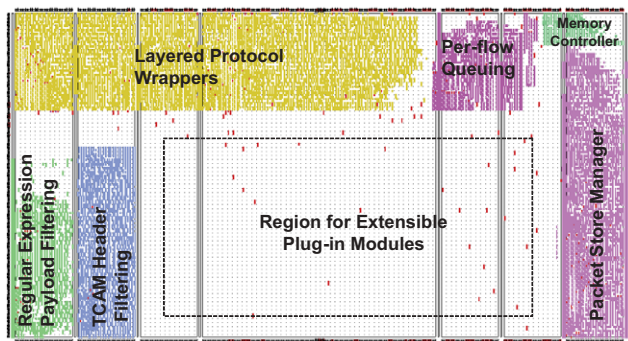 Layered Protocol
Wrappers
Per-flow
Queuing
Memory
Controller
Regular Expression
Payload Filtering
TCAM Header
Filtering
Region for Extensible
Plug-in Modules
Packet Store Manager